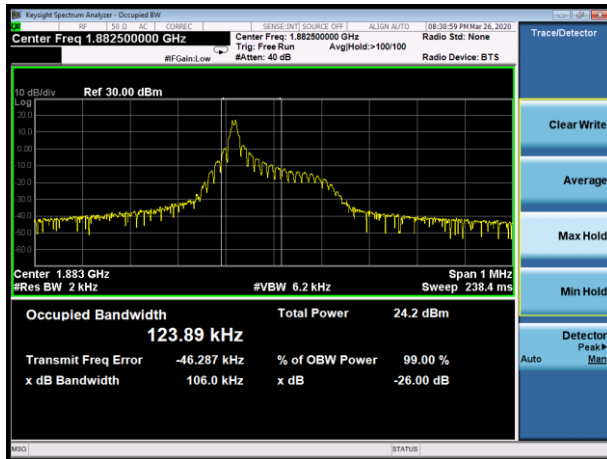 Keysight Spectrum Analyzer - Occupied BW
RF 50 Ω AC CORREC SENSE:INT SOURCE OFF ALIGN AUTO 08:30:59 PM Mar 26, 2020
Center Freq 1.882500000 GHz
Center Freq: 1.882500000 GHz
Radio Std: None
Trig: Free Run
Avg|Hold:>100/100
#IFGain:Low
#Atten: 40 dB
Radio Device: BTS
Trace/Detector
10 dB/div
Ref 30.00 dBm
Log
20.0
10.0
0.00
-10.0
-20.0
-30.0
-40.0
-50.0
-60.0
Center 1.883 GHz
Span 1 MHz
#Res BW 2 kHz
#VBW 6.2 kHz
Sweep 238.4 ms
Occupied Bandwidth
123.89 kHz
Total Power 24.2 dBm
Transmit Freq Error -46.287 kHz
% of OBW Power 99.00 %
x dB Bandwidth 106.0 kHz
x dB -26.00 dB
Clear Write
Average
Max Hold
Min Hold
Detector
Peak▶
Auto Man
MSG
STATUS